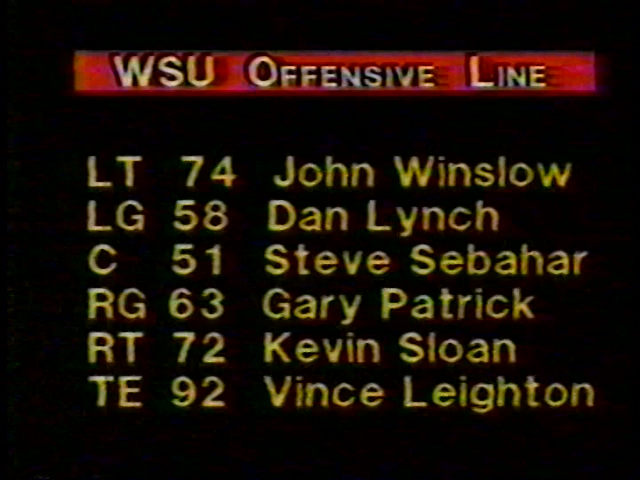 WSU OFFENSIVE LINE
LT 74 John Winslow
LG 58 Dan Lynch
C 51 Steve Sebahar
RG 63 Gary Patrick
RT 72 Kevin Sloan
TE 92 Vince Leighton